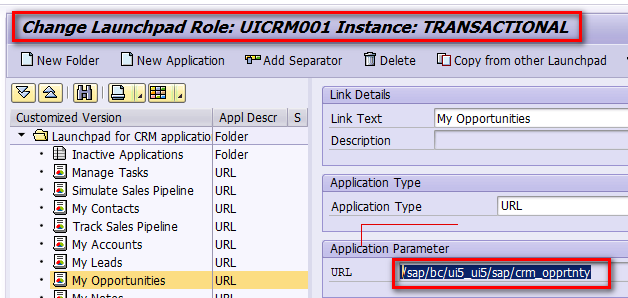 Change Launchpad Role: UICRM001 Instance: TRANSACTIONAL
New Folder New Application Add Separator Delete Copy from other Launchpad
Customized Version Appl Descr S
Launchpad for CRM applicatio Folder
Inactive Applications Folder
Manage Tasks URL
Simulate Sales Pipeline URL
My Contacts URL
Track Sales Pipeline URL
My Accounts URL
My Leads URL
My Opportunities URL
My Notes URL
Link Details
Link Text My Opportunities
Description
Application Type
Application Type URL
Application Parameter
URL /sap/bc/ui5_ui5/sap/crm_opprtnty